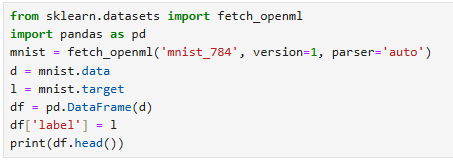 from sklearn.datasets import fetch_openml
import pandas as pd
mnist = fetch_openml('mnist_784', version=1, parser='auto')
d = mnist.data
l = mnist.target
df = pd.DataFrame(d)
df['label'] = l
print(df.head())